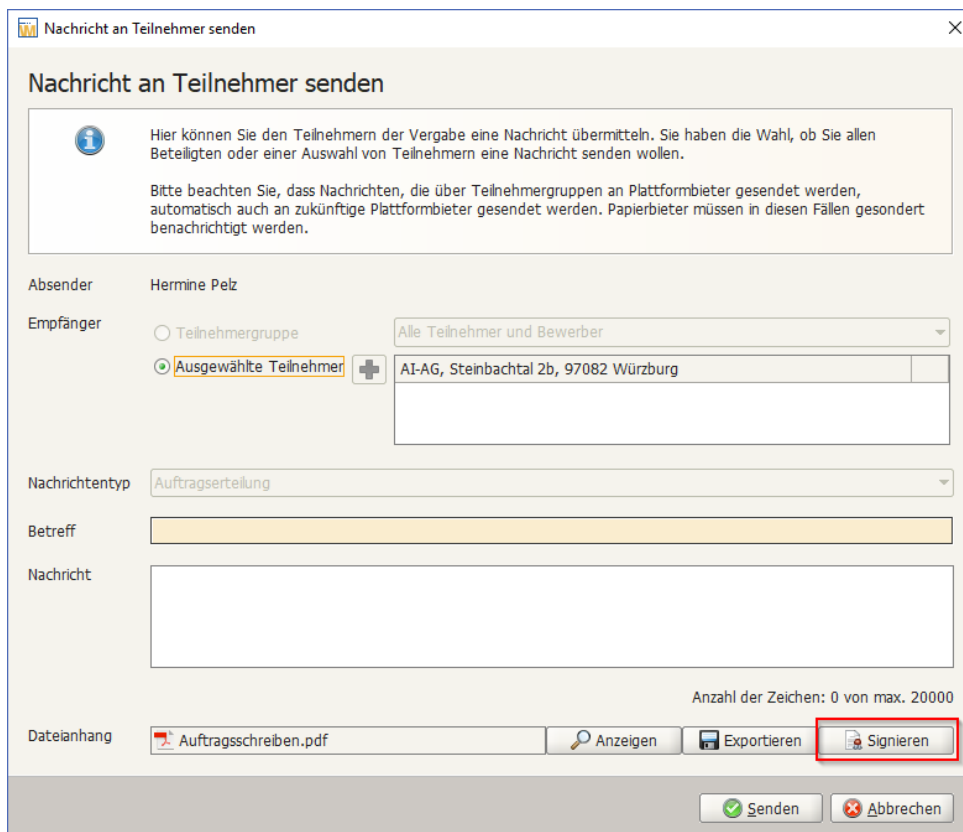 Nachricht an Teilnehmer senden
Nachricht an Teilnehmer senden
Hier können Sie den Teilnehmern der Vergabe eine Nachricht übermitteln. Sie haben die Wahl, ob Sie allen
Beteiligten oder einer Auswahl von Teilnehmern eine Nachricht senden wollen.
Bitte beachten Sie, dass Nachrichten, die über Teilnehmergruppen an Plattformbieter gesendet werden,
automatisch auch an zukünftige Plattformbieter gesendet werden. Papierbieter müssen in diesen Fällen gesondert
benachrichtigt werden.
Absender Hermine Pelz
Empfänger
Teilnehmergruppe Alle Teilnehmer und Bewerber
Ausgewählte Teilnehmer AI-AG, Steinbachtal 2b, 97082 Würzburg
Nachrichtentyp Auftragserteilung
Betreff
Nachricht
Anzahl der Zeichen: 0 von max. 20000
Dateianhang Auftragsschreiben.pdf Anzeigen Exportieren Signieren
Senden Abbrechen